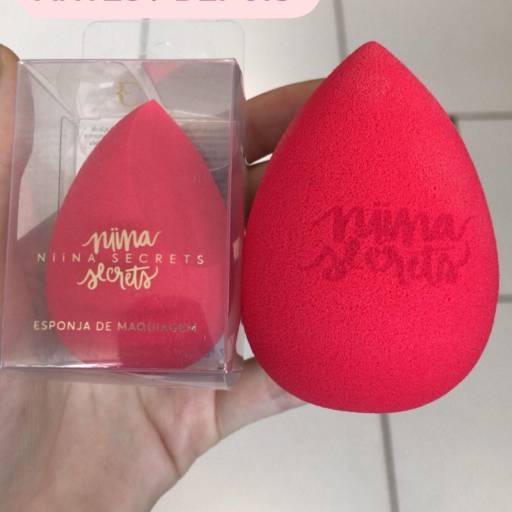 niina
NIINA SECRETS
secrets
ESPONJA DE MAQUIAGEM
niina
secrets